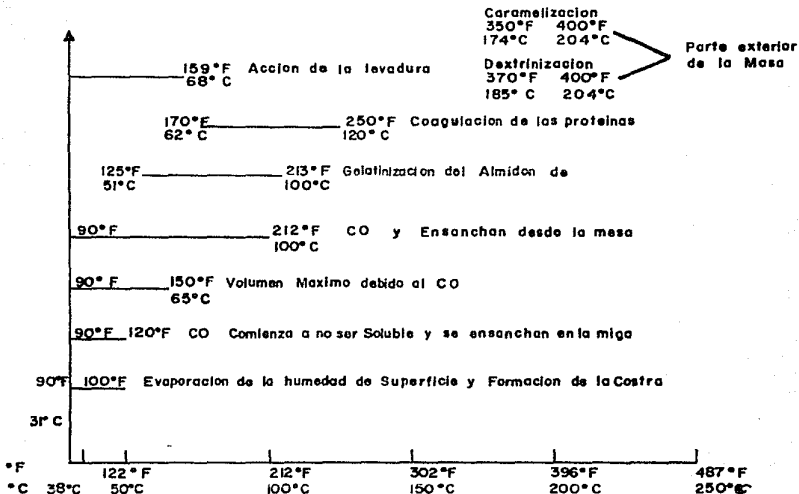 Caramelizacion
350°F 400°F
174°C 204°C
Dextrinizacion
370°F 400°F
185° C 204°C
Parte exterior
de la Masa
159°F Accion de la levadura
68° C
170°F 250°F Coagulacion de las proteinas
62°C 120°C
125°F 213°F Gelatinizacion del Almidon de
51°C 100°C
90°F 212°F CO y Ensanchan desde la mesa
100°C
90° F 150°F Volumen Maximo debido al CO
65°C
90°F 120°F CO Comienza a no ser Soluble y se ensanchan en la miga
90°F 100°F Evaporacion de la humedad de Superficie y Formacion de la Costra
31° C
°F 122° F 212°F 302°F 396°F 487°F
°C 38°C 50°C 100°C 150°C 200°C 250°C